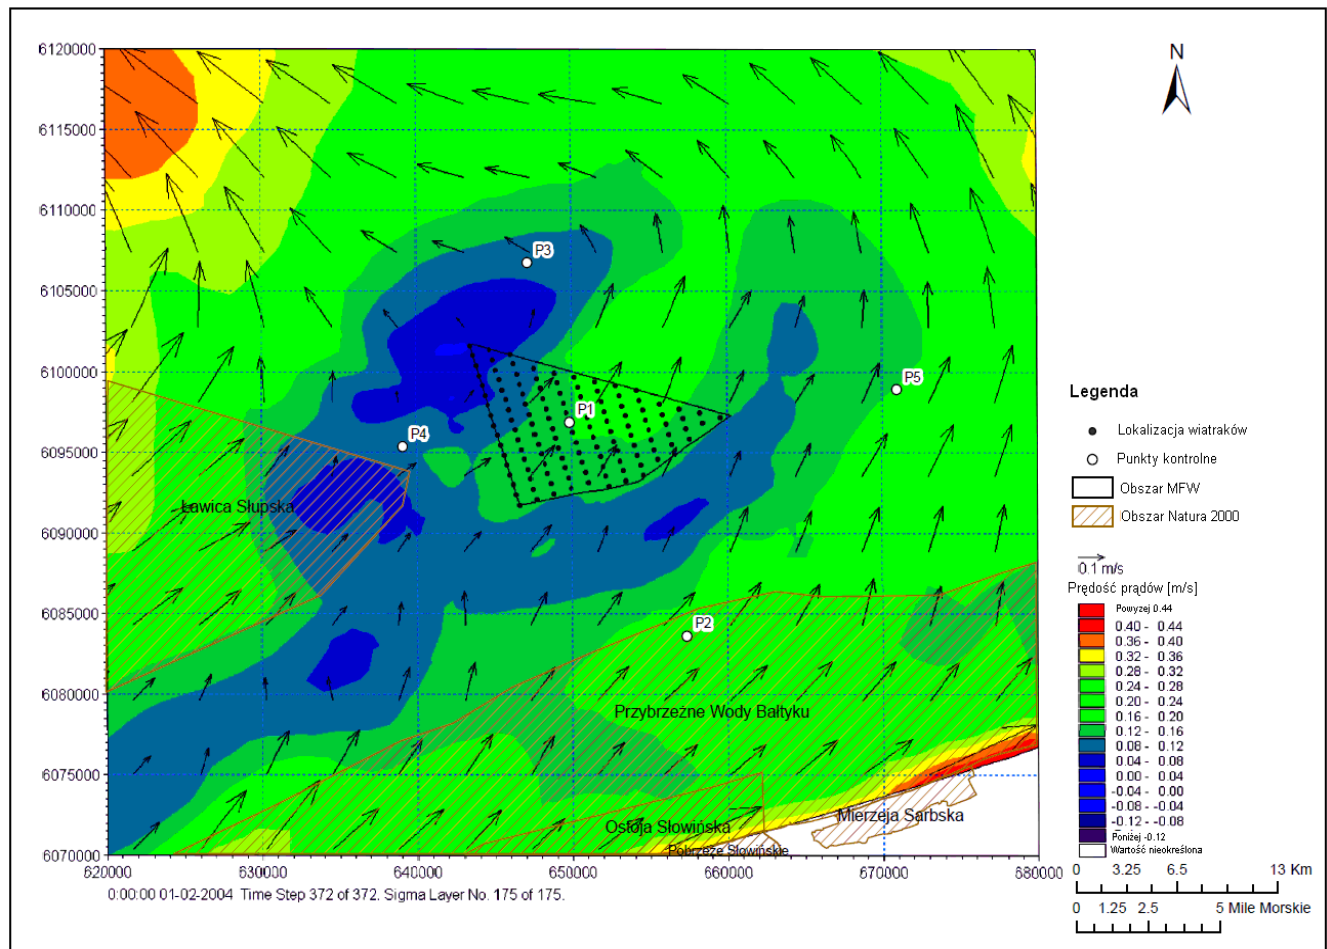 6120000
6115000
6110000
6105000
6100000
6095000
6090000
6085000
6080000
6075000
6070000
620000
630000
640000
650000
660000
670000
680000
P3
P1
P5
P4
P2
Ławica Słupska
Przybrzeżne Wody Bałtyku
Ostoja Słowińska
Mierzeja Sarbska
Pobrzeże Słowińskie
0:00:00 01-02-2004 Time Step 372 of 372. Sigma Layer No. 175 of 175.
N
Legenda
Lokalizacja wiatraków
Punkty kontrolne
Obszar MFW
Obszar Natura 2000
0.1 m/s
Prędość prądów [m/s]
Powyzej 0.44
0.40 - 0.44
0.36 - 0.40
0.32 - 0.36
0.28 - 0.32
0.24 - 0.28
0.20 - 0.24
0.16 - 0.20
0.12 - 0.16
0.08 - 0.12
0.04 - 0.08
0.00 - 0.04
-0.04 - 0.00
-0.08 - -0.04
-0.12 - -0.08
Poniżej -0.12
Wartość nieokreślona
0 3.25 6.5 13 Km
0 1.25 2.5 5 Mile Morskie